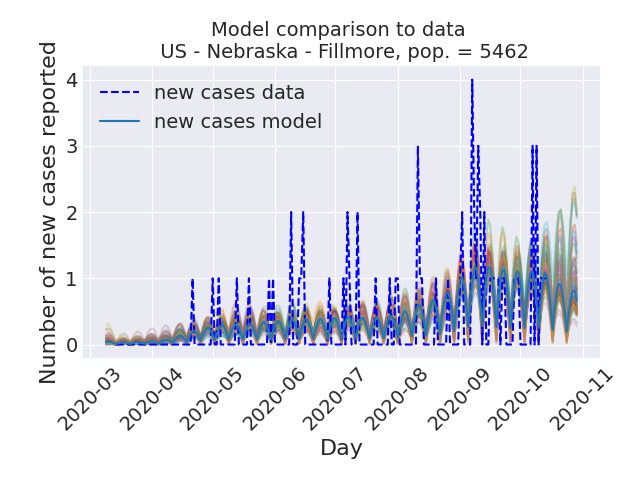 Model comparison to data
US - Nebraska - Fillmore, pop. = 5462
Number of new cases reported
4
3
2
1
0
new cases data
new cases model
2020-03
2020-04
2020-05
2020-06
2020-07
2020-08
2020-09
2020-10
2020-11
Day